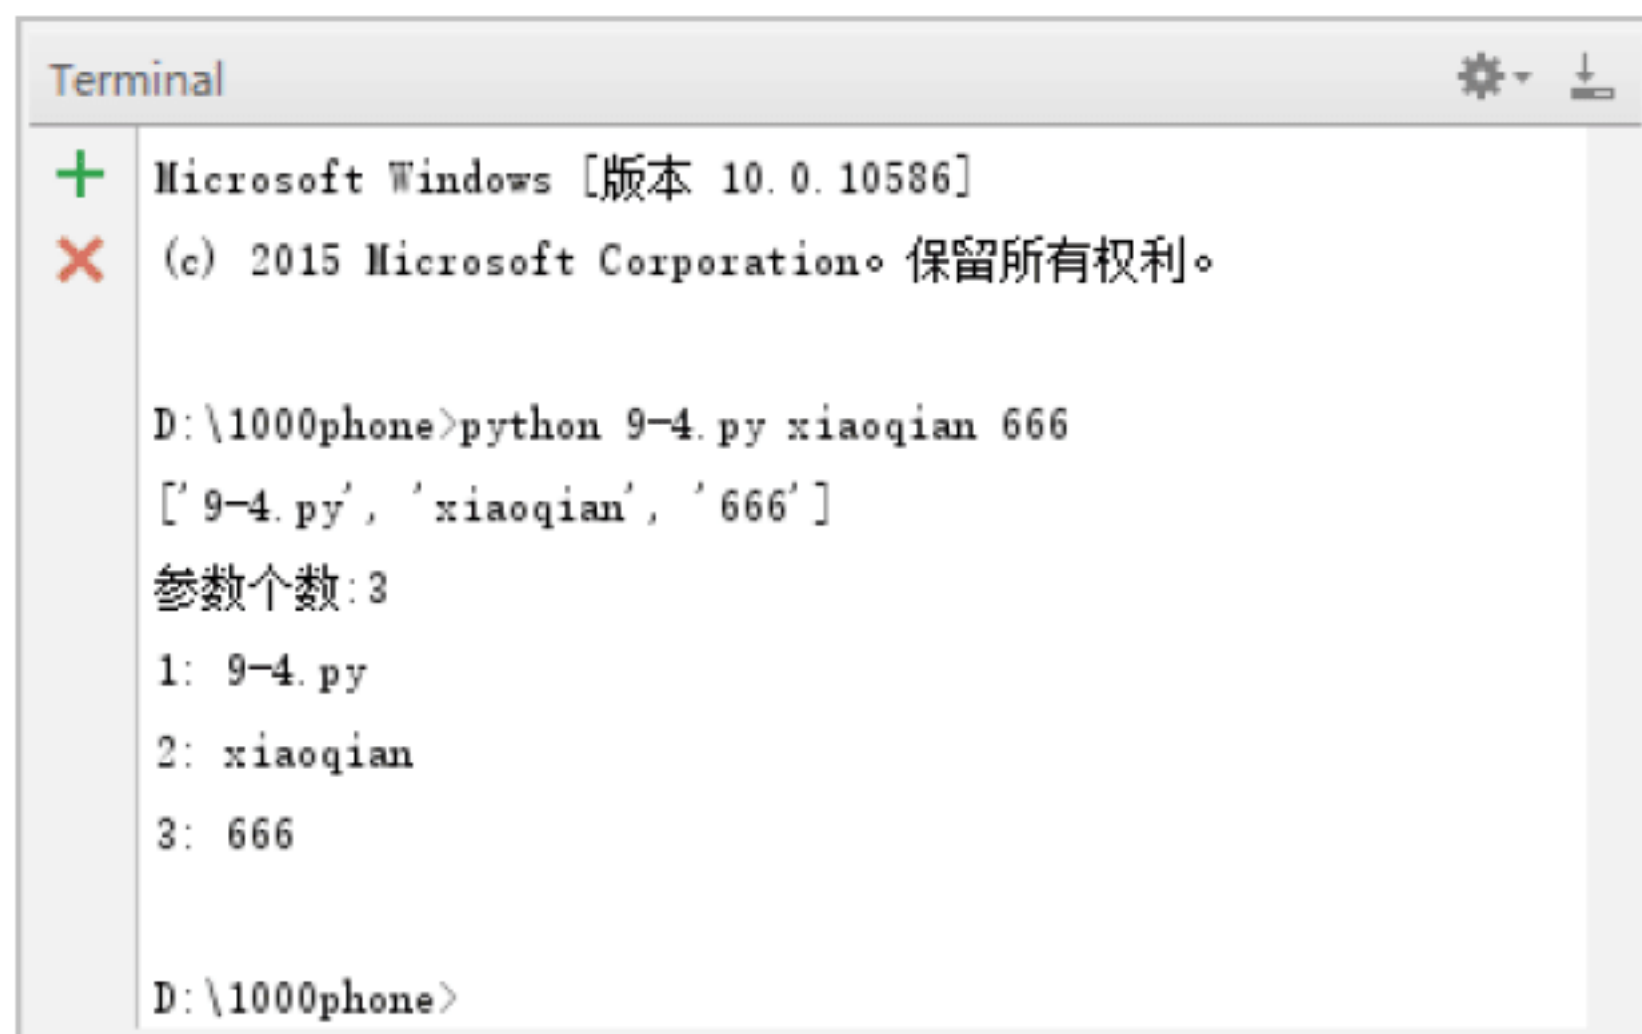 Terminal
Microsoft Windows [版本 10.0.10586]
(c) 2015 Microsoft Corporation。保留所有权利。
D:\1000phone>python 9-4.py xiaoqian 666
['9-4.py', 'xiaoqian', '666']
参数个数:3
1: 9-4.py
2: xiaoqian
3: 666
D:\1000phone>